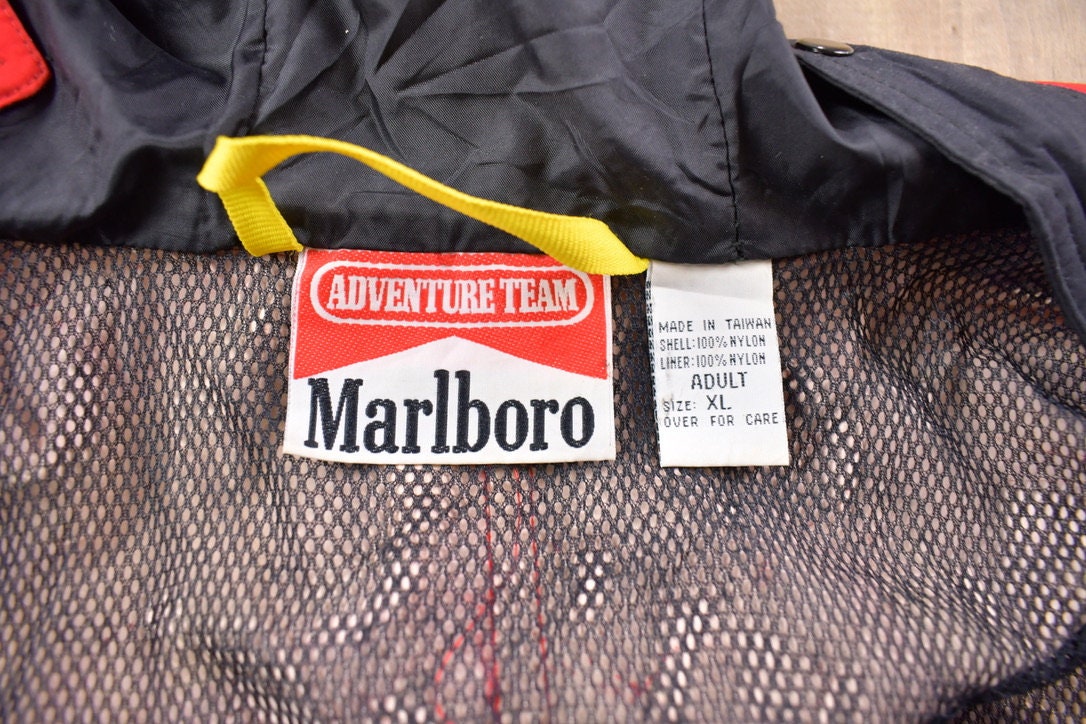 ADVENTURE TEAM
Marlboro
MADE IN TAIWAN
SHELL:100% NYLON
LINER:100% NYLON
ADULT
SIZE: XL
OVER FOR CARE